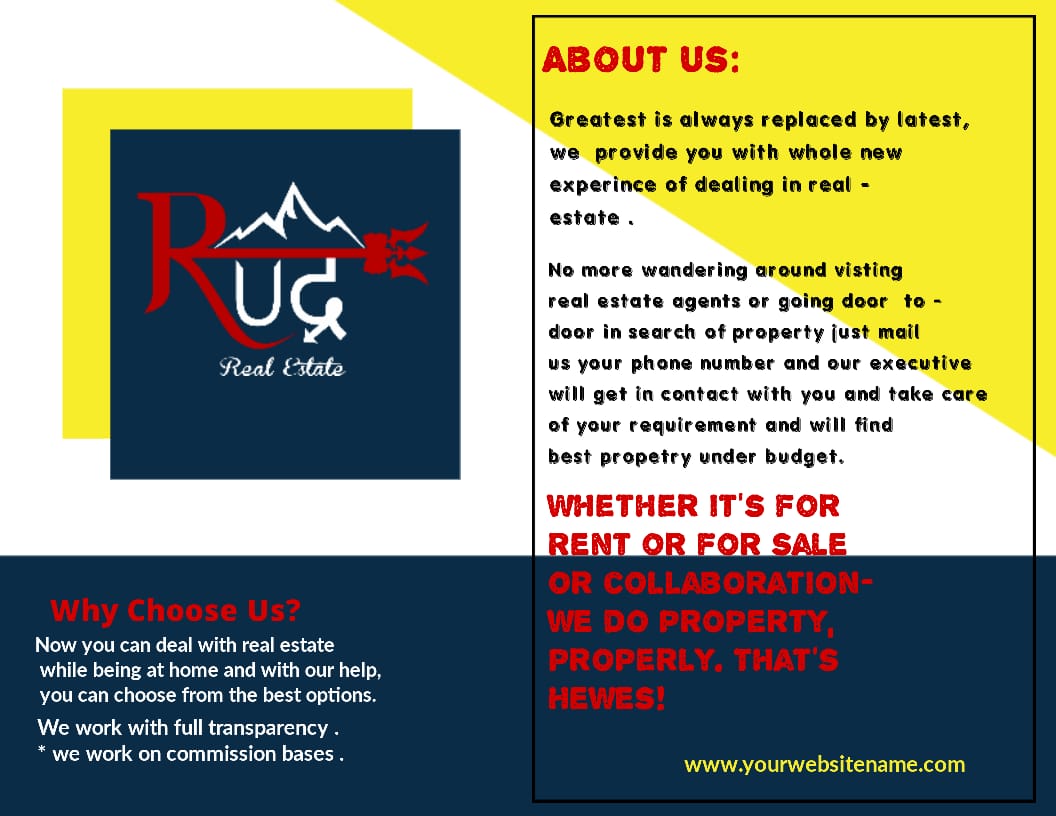 RUG
Real Estate
Why Choose Us?
Now you can deal with real estate
while being at home and with our help,
you can choose from the best options.
We work with full transparency .
* we work on commission bases .
ABOUT US:
Greatest is always replaced by latest,
we provide you with whole new
experince of dealing in real -
estate .
No more wandering around visting
real estate agents or going door to -
door in search of property just mail
us your phone number and our executive
will get in contact with you and take care
of your requirement and will find
best propetry under budget.
WHETHER IT'S FOR
RENT OR FOR SALE
OR COLLABORATION-
WE DO PROPERTY,
PROPERLY. THAT'S
HEWES!
www.yourwebsitename.com